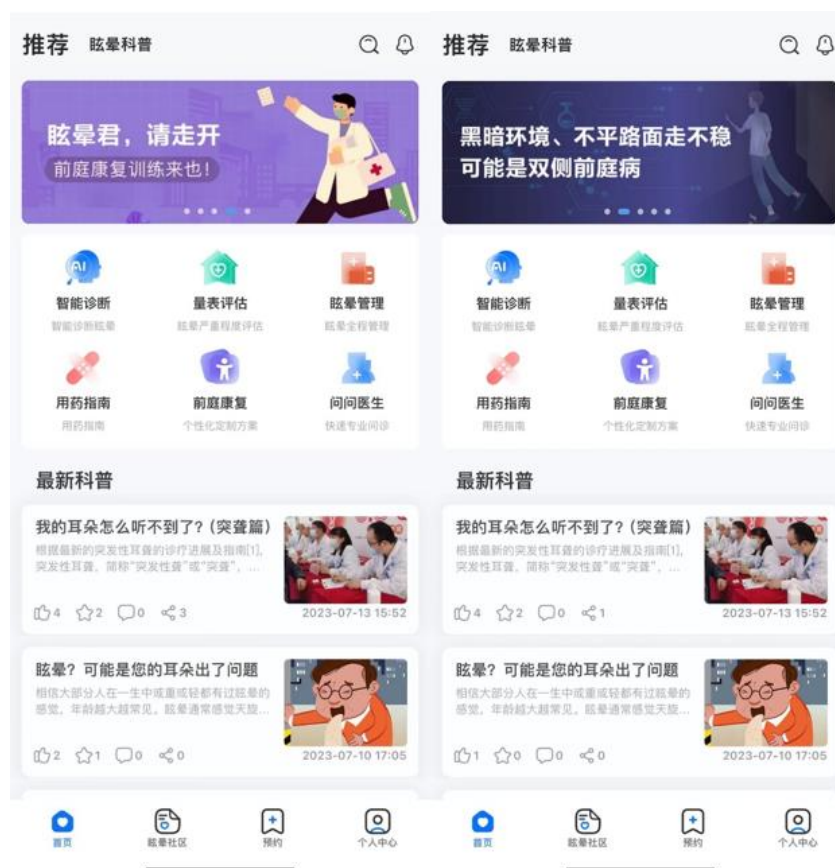 推荐 眩晕科普
眩晕君，请走开
前庭康复训练来也！
智能诊断 量表评估 眩晕管理
智能诊断眩晕 眩晕严重程度评估 眩晕全程管理
用药指南 前庭康复 问问医生
用药指南 个性化定制方案 快速专业问诊
最新科普
我的耳朵怎么听不到了？（突聋篇）
根据最新的突发性耳聋的诊疗进展及指南[1]，
突发性耳聋，简称“突发性聋”或“突聋”，...
4 2 0 3 2023-07-13 15:52
眩晕？可能是您的耳朵出了问题
相信大部分人在一生中或重或轻都有过眩晕的
感觉，年龄越大越常见。眩晕通常感觉天旋...
2 1 0 0 2023-07-10 17:05
首页 眩晕社区 预约 个人中心
推荐 眩晕科普
黑暗环境、不平路面走不稳
可能是双侧前庭病
智能诊断 量表评估 眩晕管理
智能诊断眩晕 眩晕严重程度评估 眩晕全程管理
用药指南 前庭康复 问问医生
用药指南 个性化定制方案 快速专业问诊
最新科普
我的耳朵怎么听不到了？（突聋篇）
根据最新的突发性耳聋的诊疗进展及指南[1]，
突发性耳聋，简称“突发性聋”或“突聋”，...
4 2 0 1 2023-07-13 15:52
眩晕？可能是您的耳朵出了问题
相信大部分人在一生中或重或轻都有过眩晕的
感觉，年龄越大越常见。眩晕通常感觉天旋...
1 0 0 0 2023-07-10 17:05
首页 眩晕社区 预约 个人中心